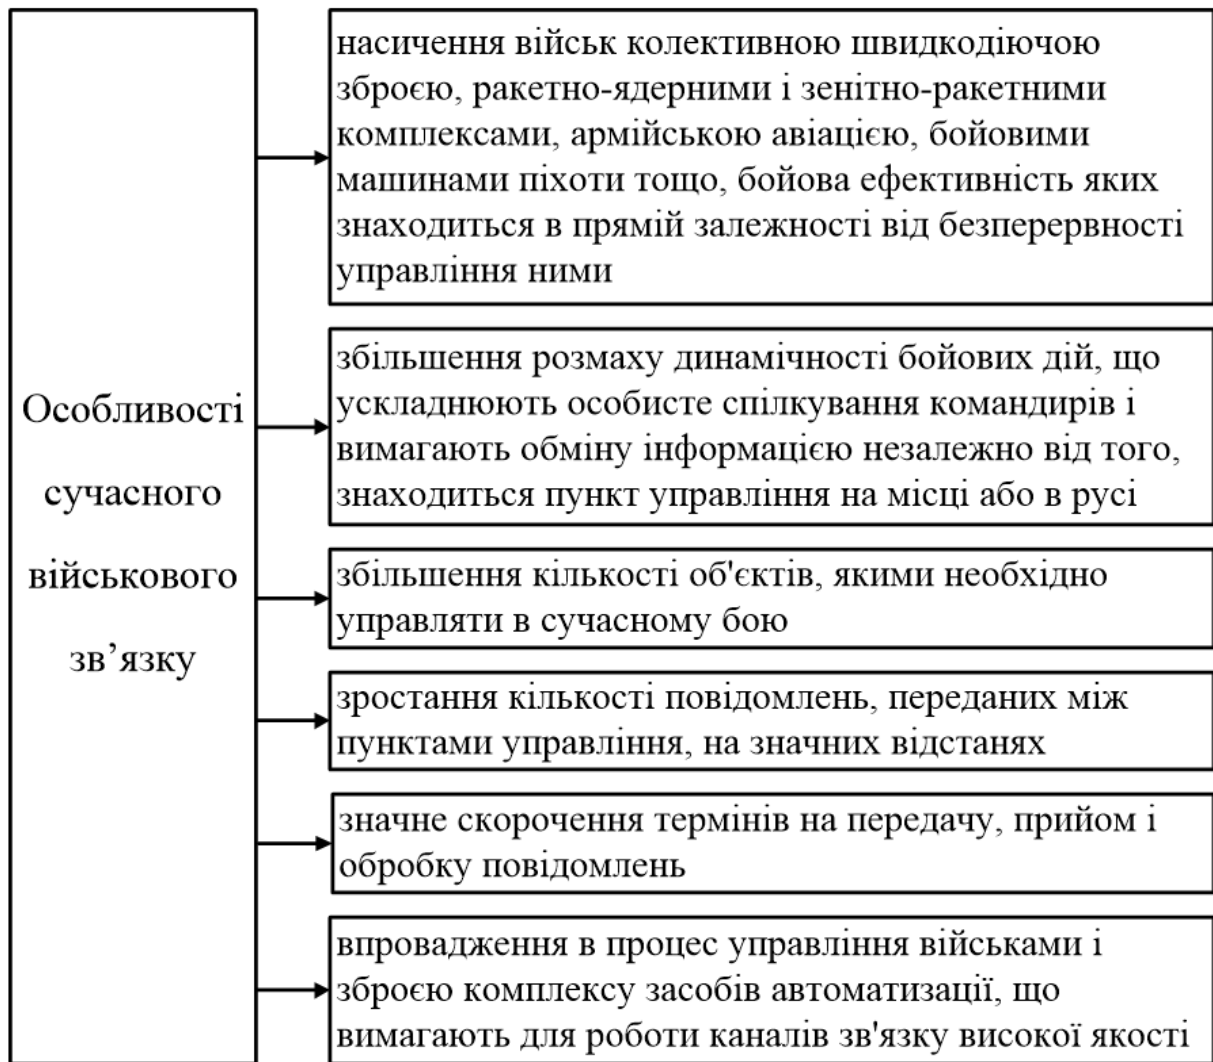 Особливості
сучасного
військового
зв’язку
насичення військ колективною швидкодіючою
зброєю, ракетно-ядерними і зенітно-ракетними
комплексами, армійською авіацією, бойовими
машинами піхоти тощо, бойова ефективність яких
знаходиться в прямій залежності від безперервності
управління ними
збільшення розмаху динамічності бойових дій, що
ускладнюють особисте спілкування командирів і
вимагають обміну інформацією незалежно від того,
знаходиться пункт управління на місці або в русі
збільшення кількості об'єктів, якими необхідно
управляти в сучасному бою
зростання кількості повідомлень, переданих між
пунктами управління, на значних відстанях
значне скорочення термінів на передачу, прийом і
обробку повідомлень
впровадження в процес управління військами і
зброєю комплексу засобів автоматизації, що
вимагають для роботи каналів зв'язку високої якості